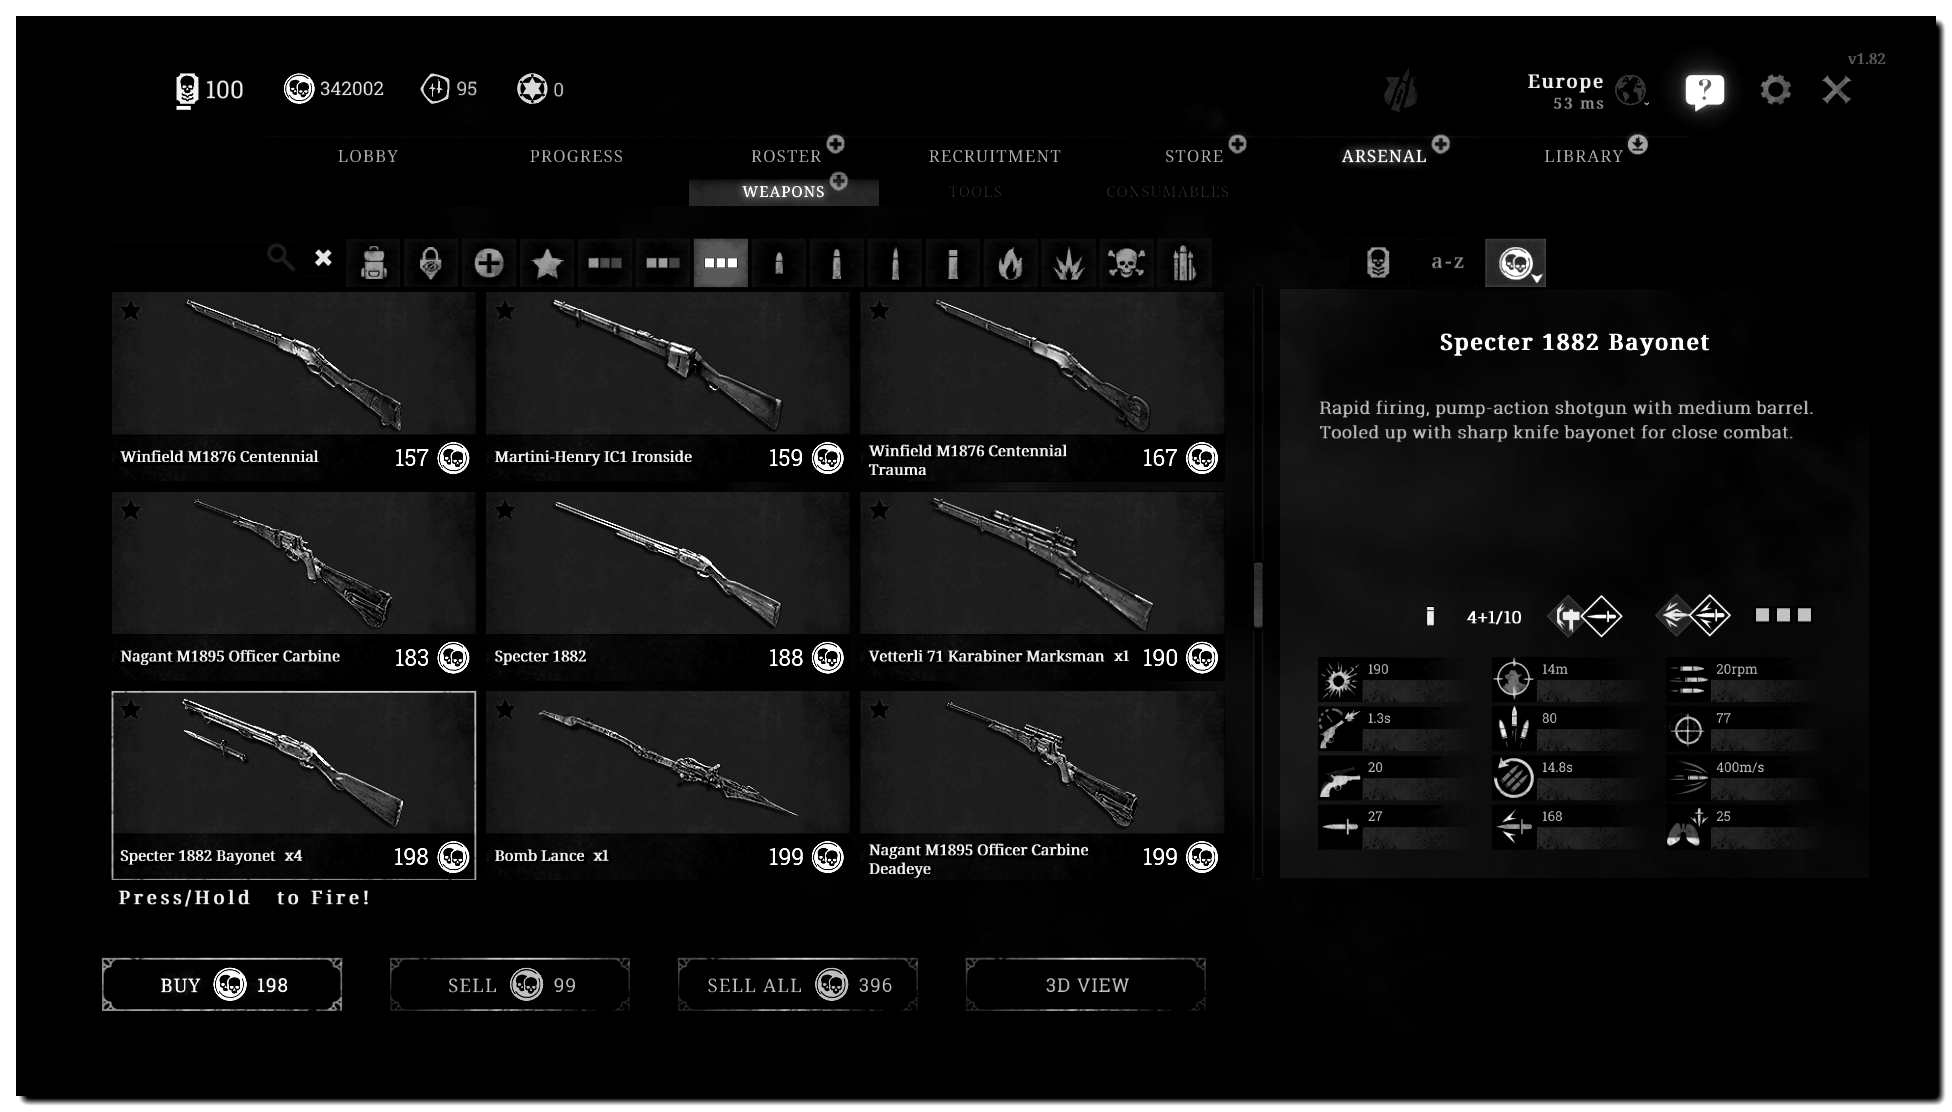 v1.82
100 342002 95 0
Europe
53 ms
?
LOBBY PROGRESS ROSTER RECRUITMENT STORE ARSENAL LIBRARY
WEAPONS TOOLS CONSUMABLES
a-z
Winfield M1876 Centennial 157
Martini-Henry IC1 Ironside 159
Winfield M1876 Centennial
Trauma 167
Nagant M1895 Officer Carbine 183
Specter 1882 188
Vetterli 71 Karabiner Marksman x1 190
Specter 1882 Bayonet x4 198
Bomb Lance x1 199
Nagant M1895 Officer Carbine
Deadeye 199
Press/Hold to Fire!
BUY 198
SELL 99
SELL ALL 396
3D VIEW
Specter 1882 Bayonet
Rapid firing, pump-action shotgun with medium barrel.
Tooled up with sharp knife bayonet for close combat.
4+1/10
190 14m 20rpm
1.3s 80 77
20 14.8s 400m/s
27 168 25